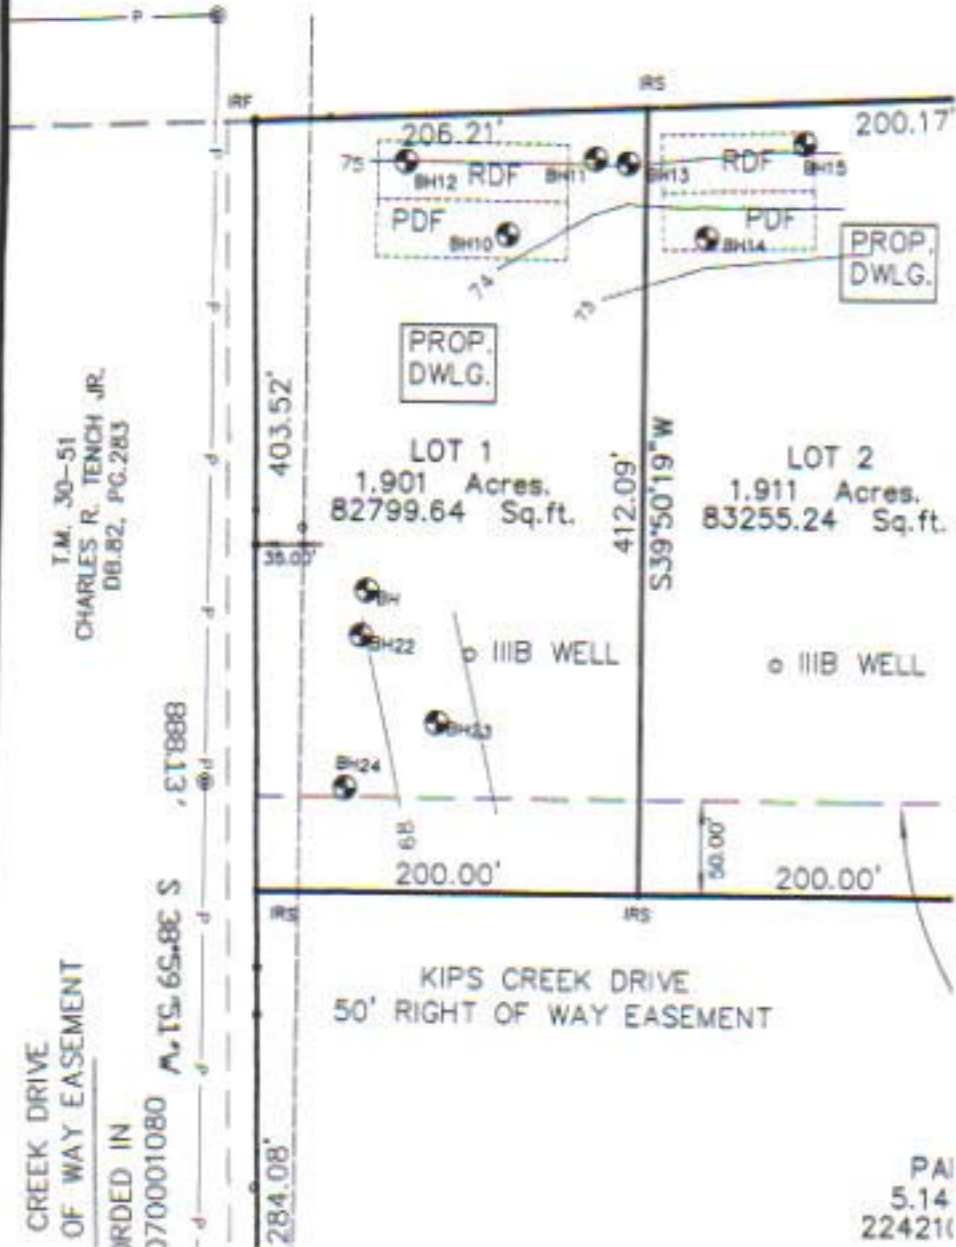 P
IRS
IRF
206.21'
200.17'
75
BH12
RDF
BH11
BH13
RDF
BH15
PDF
BH10
PDF
BH14
PROP.
DWLG.
74
73
PROP.
DWLG.
403.52'
T.M. 30-51
CHARLES R. TENCH JR.
DB.82, PG.283
LOT 1
1.901 Acres.
82799.64 Sq.ft.
412.09'
S39°50'19"W
LOT 2
1.911 Acres.
83255.24 Sq.ft.
35.00'
BH
BH22
IIIB WELL
IIIB WELL
BH23
BH24
68
888.13'
S 38°59'51"W
50.00'
200.00'
200.00'
IRS
IRS
KIPS CREEK DRIVE
50' RIGHT OF WAY EASEMENT
CREEK DRIVE
OF WAY EASEMENT
RDED IN
070001080
284.08'
PA
5.14
22421